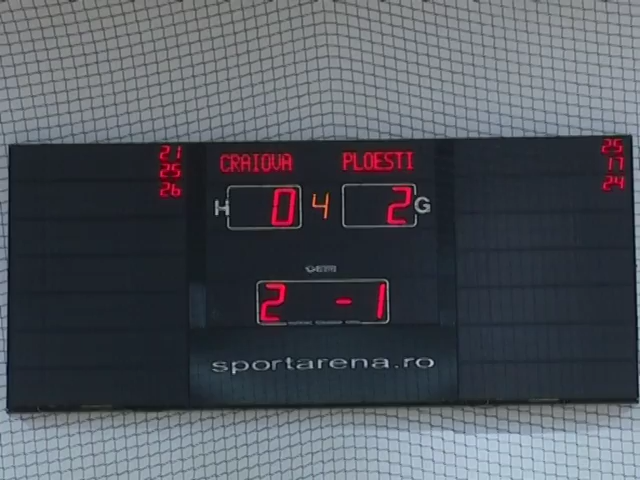 21 CRAIOVA PLOESTI 25
25 17
26 24
H 0 4 2 G
2 - 1
sportarena.ro